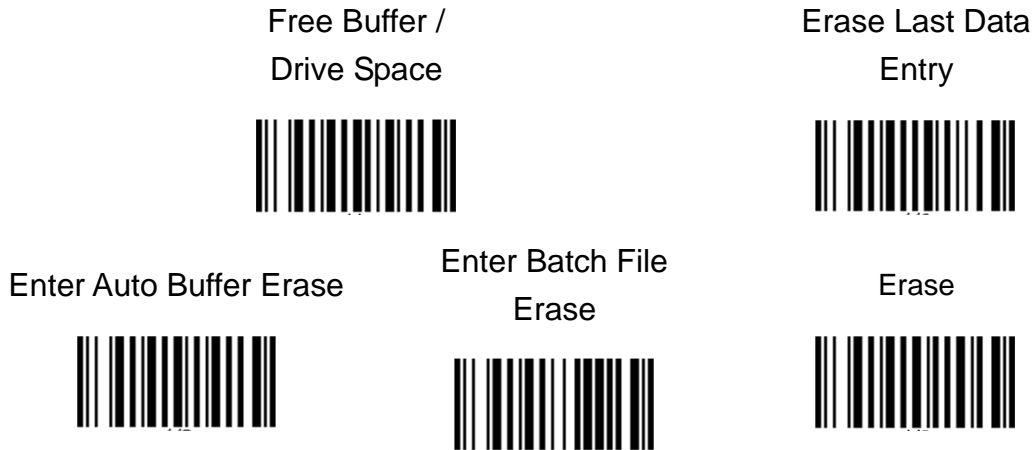 Free Buffer /
Drive Space
Erase Last Data
Entry
Enter Auto Buffer Erase
Enter Batch File
Erase
Erase